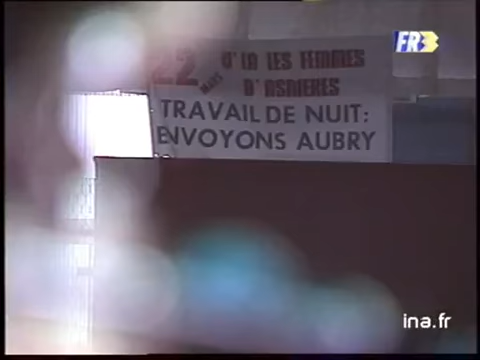 FR3
22 MARS D'LA LES FEMMES
D'ASNIERES
TRAVAIL DE NUIT:
ENVOYONS AUBRY
ina.fr